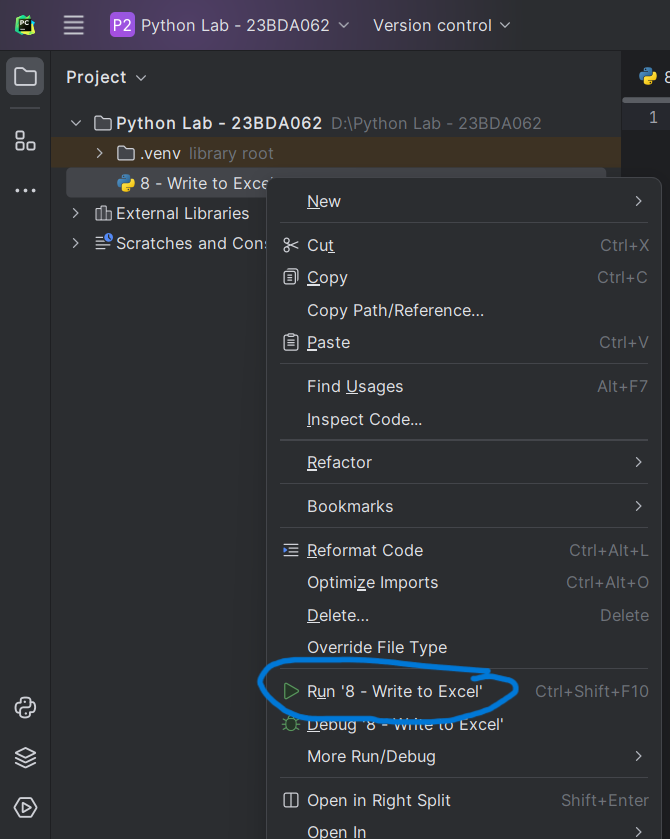 PC
P2 Python Lab - 23BDA062 Version control
Project
Python Lab - 23BDA062 D:\Python Lab - 23BDA062
.venv library root
8 - Write to Exce
External Libraries
Scratches and Con
8
1
New
Cut Ctrl+X
Copy Ctrl+C
Copy Path/Reference...
Paste Ctrl+V
Find Usages Alt+F7
Inspect Code...
Refactor
Bookmarks
Reformat Code Ctrl+Alt+L
Optimize Imports Ctrl+Alt+O
Delete... Delete
Override File Type
Run '8 - Write to Excel' Ctrl+Shift+F10
Debug '8 - Write to Excel'
More Run/Debug
Open in Right Split Shift+Enter
Open In